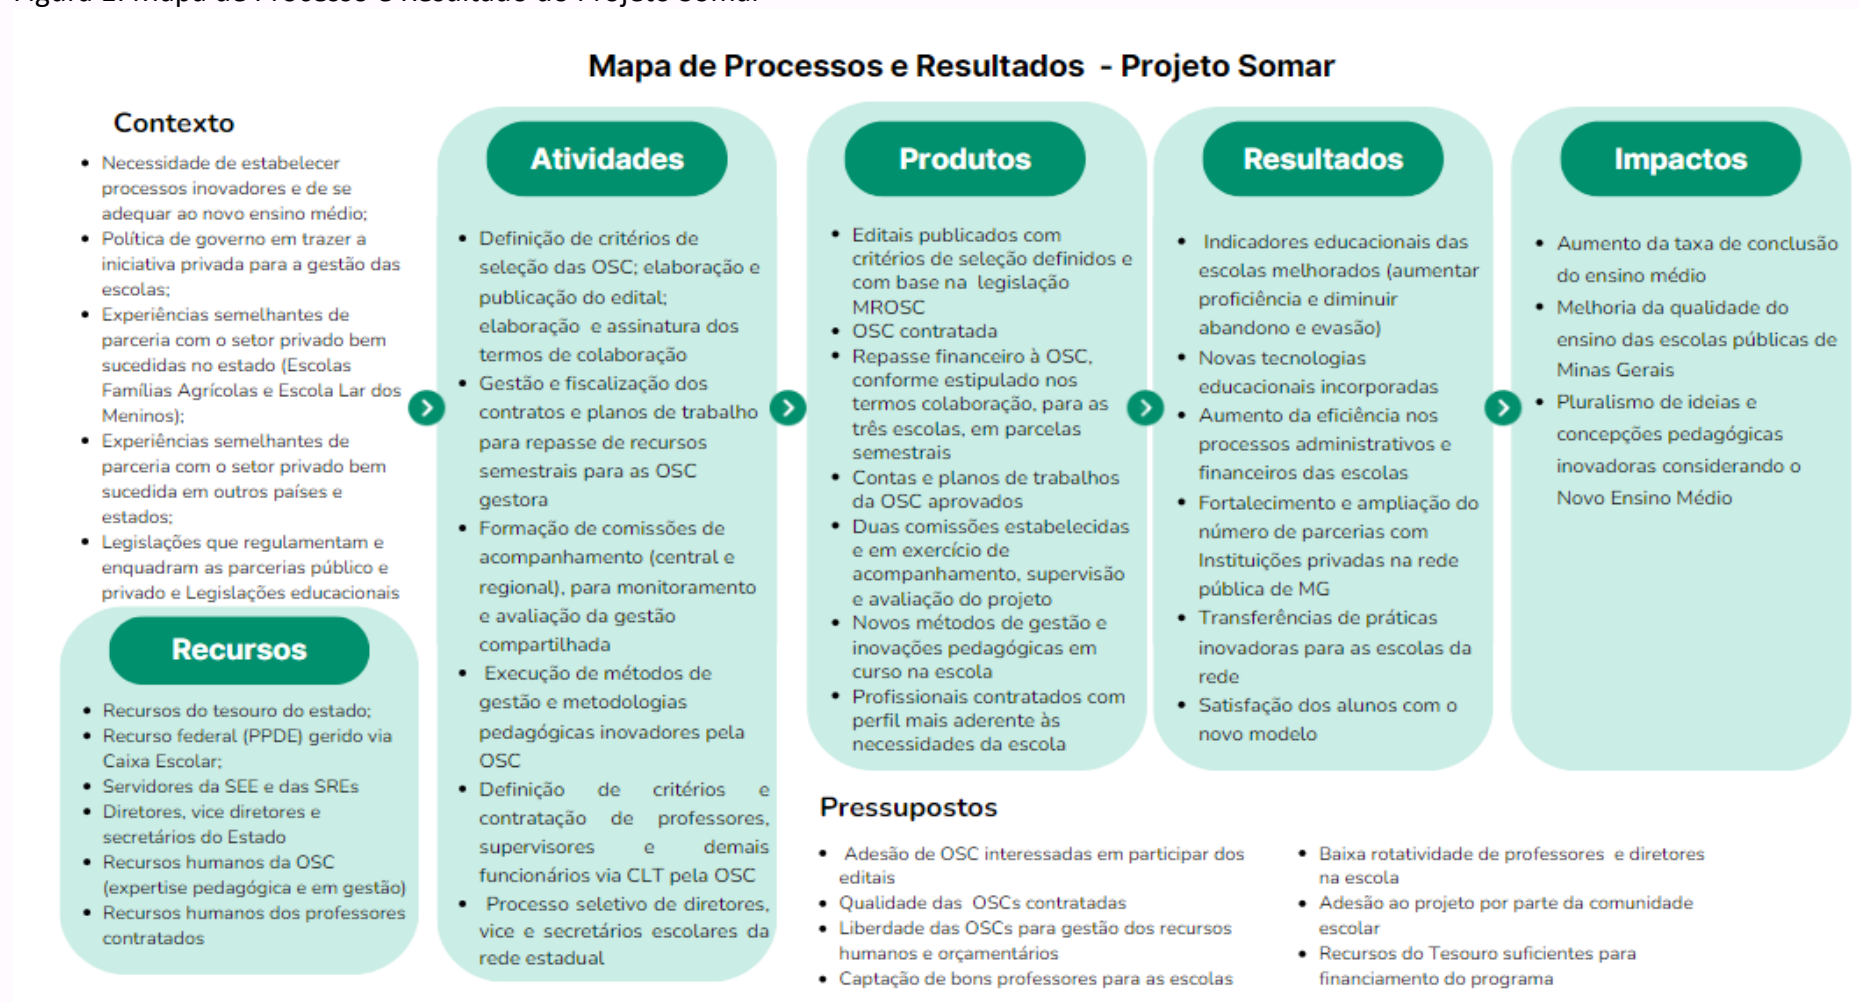 Figura 1: Mapa de Processo e Resultado do Projeto Somar
Mapa de Processos e Resultados - Projeto Somar
Contexto
• Necessidade de estabelecer
processos inovadores e de se
adequar ao novo ensino médio;
• Política de governo em trazer a
iniciativa privada para a gestão das
escolas;
• Experiências semelhantes de
parceria com o setor privado bem
sucedidas no estado (Escolas
Famílias Agrícolas e Escola Lar dos
Meninos);
• Experiências semelhantes de
parceria com o setor privado bem
sucedida em outros países e
estados;
• Legislações que regulamentam e
enquadram as parcerias público e
privado e Legislações educacionais
Recursos
• Recursos do tesouro do estado;
• Recurso federal (PPDE) gerido via
Caixa Escolar;
• Servidores da SEE e das SREs
• Diretores, vice diretores e
secretários do Estado
• Recursos humanos da OSC
(expertise pedagógica e em gestão)
• Recursos humanos dos professores
contratados
Atividades
• Definição de critérios de
seleção das OSC; elaboração e
publicação do edital;
elaboração e assinatura dos
termos de colaboração
• Gestão e fiscalização dos
contratos e planos de trabalho
para repasse de recursos
semestrais para as OSC
gestora
• Formação de comissões de
acompanhamento (central e
regional), para monitoramento
e avaliação da gestão
compartilhada
• Execução de métodos de
gestão e metodologias
pedagógicas inovadores pela
OSC
• Definição de critérios e
contratação de professores,
supervisores e demais
funcionários via CLT pela OSC
• Processo seletivo de diretores,
vice e secretários escolares da
rede estadual
Produtos
• Editais publicados com
critérios de seleção definidos e
com base na legislação
MROSC
• OSC contratada
• Repasse financeiro à OSC,
conforme estipulado nos
termos colaboração, para as
três escolas, em parcelas
semestrais
• Contas e planos de trabalhos
da OSC aprovados
• Duas comissões estabelecidas
e em exercício de
acompanhamento, supervisão
e avaliação do projeto
• Novos métodos de gestão e
inovações pedagógicas em
curso na escola
• Profissionais contratados com
perfil mais aderente às
necessidades da escola
Resultados
• Indicadores educacionais das
escolas melhorados (aumentar
proficiência e diminuir
abandono e evasão)
• Novas tecnologias
educacionais incorporadas
• Aumento da eficiência nos
processos administrativos e
financeiros das escolas
• Fortalecimento e ampliação do
número de parcerias com
Instituições privadas na rede
pública de MG
• Transferências de práticas
inovadoras para as escolas da
rede
• Satisfação dos alunos com o
novo modelo
Impactos
• Aumento da taxa de conclusão
do ensino médio
• Melhoria da qualidade do
ensino das escolas públicas de
Minas Gerais
• Pluralismo de ideias e
concepções pedagógicas
inovadoras considerando o
Novo Ensino Médio
Pressupostos
• Adesão de OSC interessadas em participar dos
editais
• Qualidade das OSCs contratadas
• Liberdade das OSCs para gestão dos recursos
humanos e orçamentários
• Captação de bons professores para as escolas
• Baixa rotatividade de professores e diretores
na escola
• Adesão ao projeto por parte da comunidade
escolar
• Recursos do Tesouro suficientes para
financiamento do programa